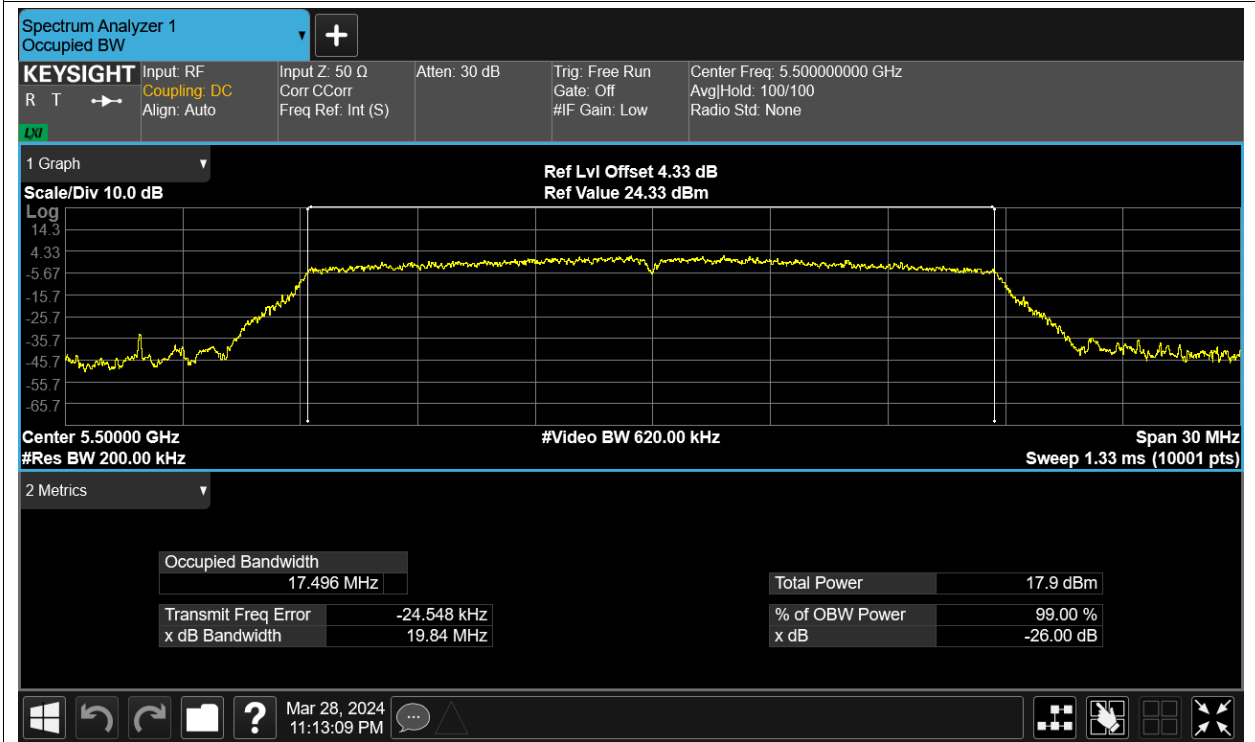 Spectrum Analyzer 1
Occupied BW
+
KEYSIGHT
R T
LXI
Input: RF
Coupling: DC
Align: Auto
Input Z: 50 Ω
Corr CCorr
Freq Ref: Int (S)
Atten: 30 dB
Trig: Free Run
Gate: Off
#IF Gain: Low
Center Freq: 5.500000000 GHz
Avg|Hold: 100/100
Radio Std: None
1 Graph
Scale/Div 10.0 dB
Ref Lvl Offset 4.33 dB
Ref Value 24.33 dBm
Log
14.3
4.33
-5.67
-15.7
-25.7
-35.7
-45.7
-55.7
-65.7
Center 5.50000 GHz
#Video BW 620.00 kHz
Span 30 MHz
#Res BW 200.00 kHz
Sweep 1.33 ms (10001 pts)
2 Metrics
Occupied Bandwidth
17.496 MHz
Transmit Freq Error -24.548 kHz
x dB Bandwidth 19.84 MHz
Total Power 17.9 dBm
% of OBW Power 99.00 %
x dB -26.00 dB
?
Mar 28, 2024
11:13:09 PM